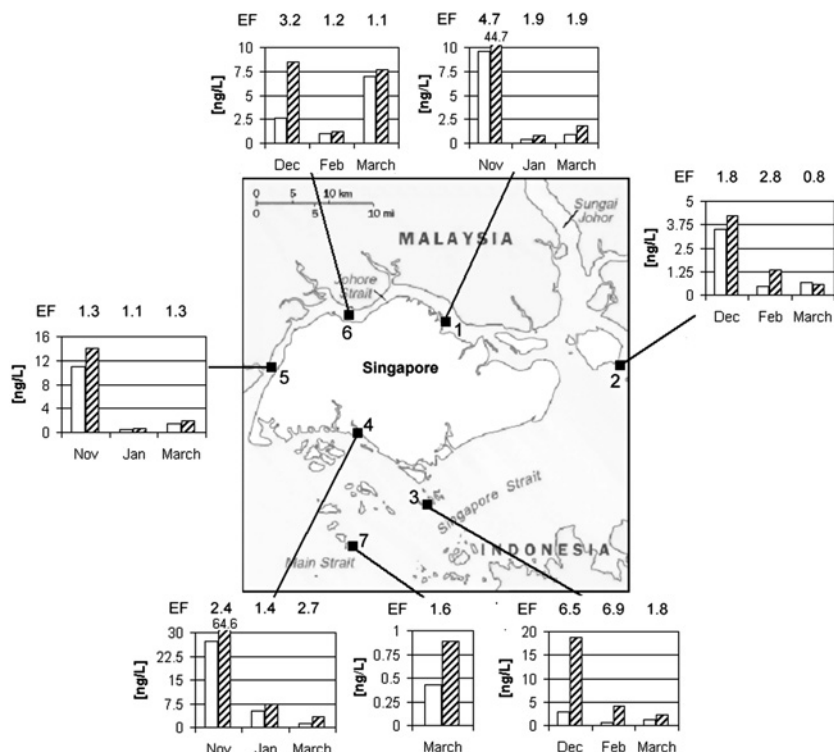 EF 3.2 1.2 1.1
[ng/L]
10
7.5
5
2.5
0
Dec Feb March
EF 4.7 1.9 1.9
44.7
[ng/L]
10
7.5
5
2.5
0
Nov Jan March
EF 1.8 2.8 0.8
[ng/L]
5
3.75
2.5
1.25
0
Dec Feb March
EF 1.3 1.1 1.3
[ng/L]
16
12
8
4
0
Nov Jan March
0 5 10 km
0 5 10 mi
Sungai
Johor
MALAYSIA
Johore
Strait
6
1
2
5
Singapore
4
3
Singapore Strait
7
Main Strait
INDONESIA
EF 2.4 1.4 2.7
64.6
[ng/L]
30
22.5
15
7.5
0
Nov Jan March
EF 1.6
[ng/L]
1
0.75
0.5
0.25
0
March
EF 6.5 6.9 1.8
[ng/L]
20
15
10
5
0
Dec Feb March